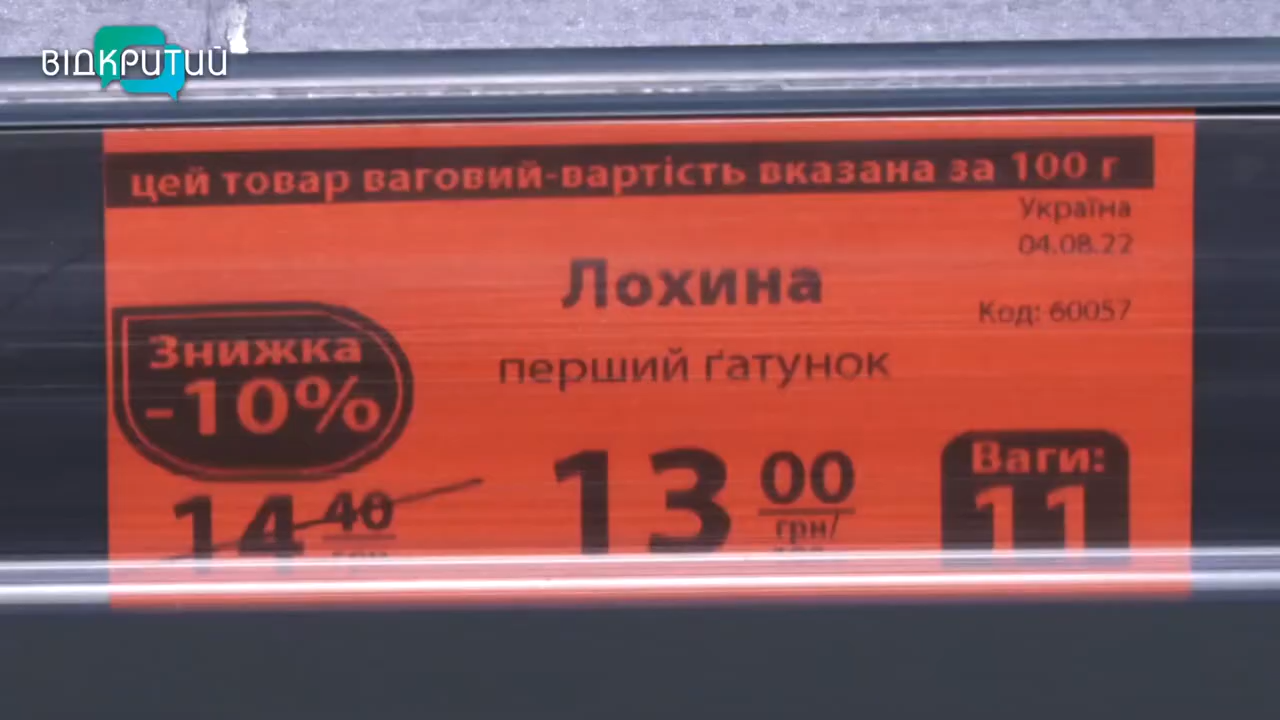 ВІДКРИТИЙ
цей товар ваговий-вартість вказана за 100 г
Україна
04.08.22
Лохина
Код: 60057
перший ґатунок
Знижка
-10%
14 40
13 00
грн/
Ваги:
11